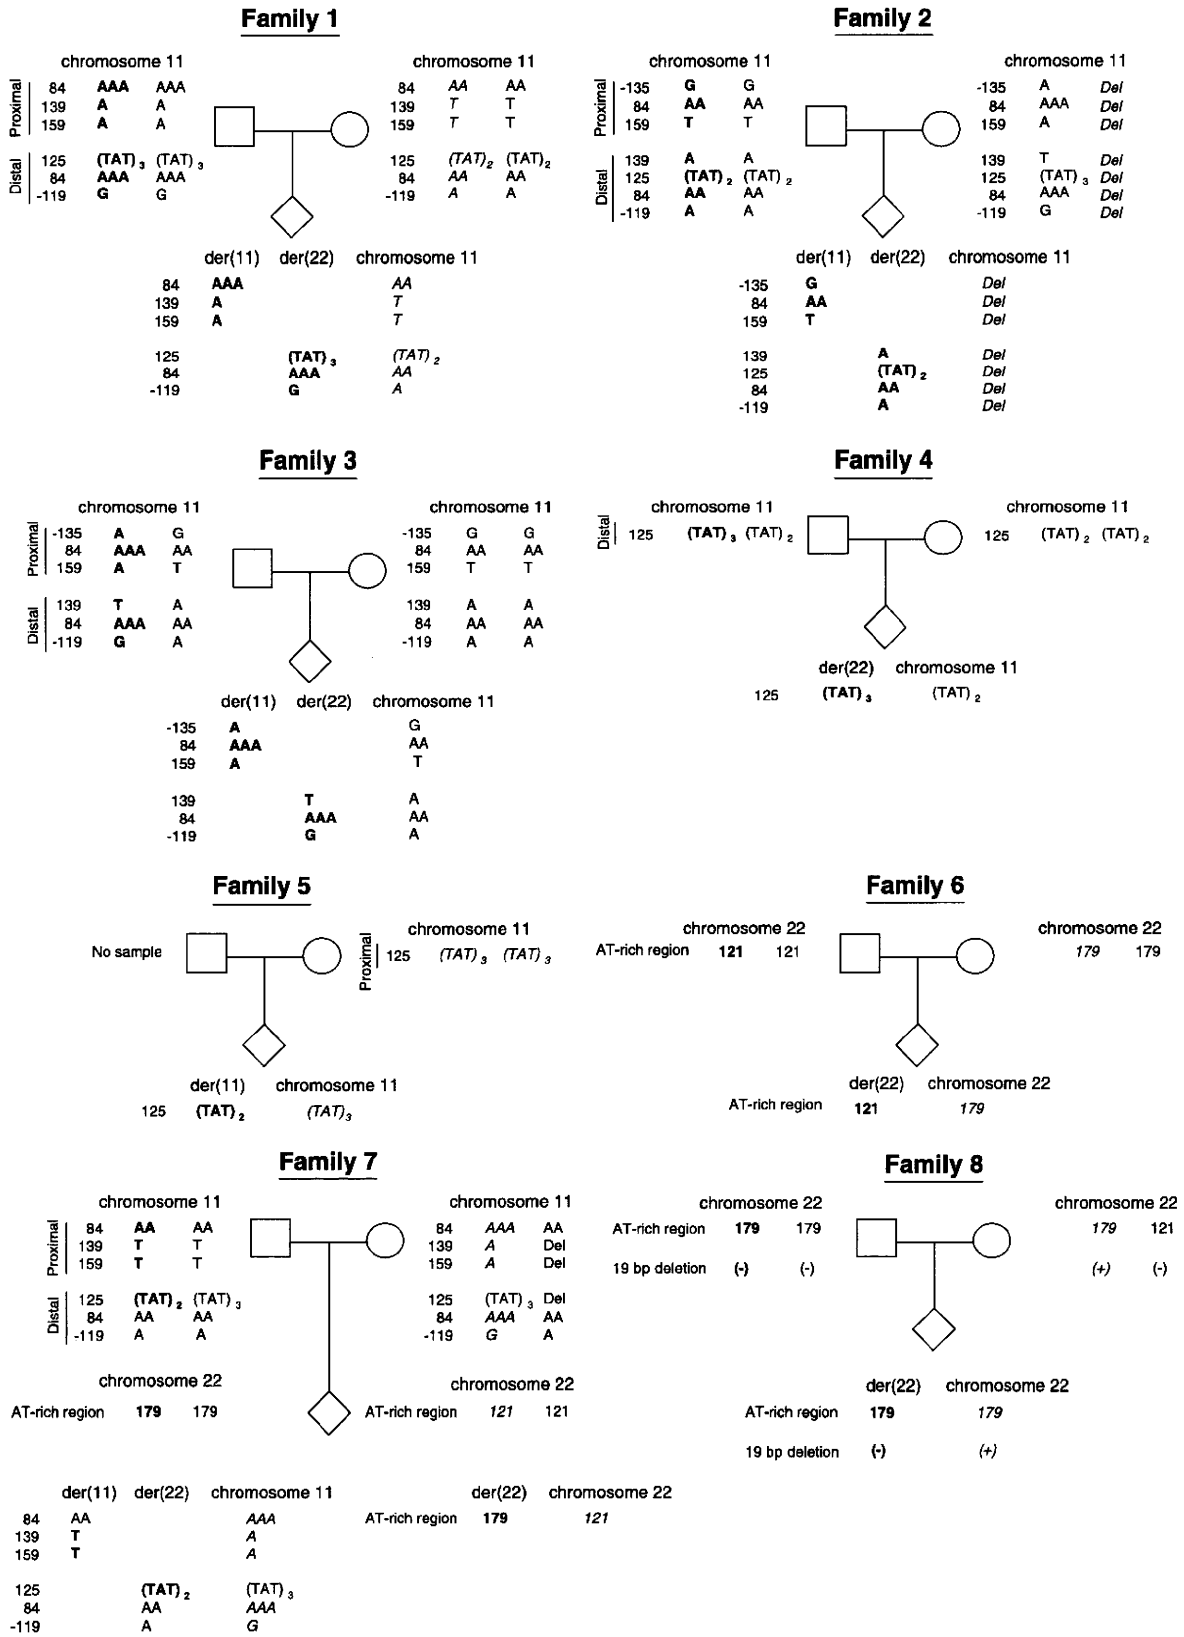 Family 1
chromosome 11
Proximal
84 AAA AAA
139 A A
159 A A
Distal
125 (TAT)₃ (TAT)₃
84 AAA AAA
-119 G G
chromosome 11
84 AA AA
139 T T
159 T T
125 (TAT)₂ (TAT)₂
84 AA AA
-119 A A
der(11) der(22) chromosome 11
84 AAA AA
139 A T
159 A T
125 (TAT)₃ (TAT)₂
84 AAA AA
-119 G A
Family 2
chromosome 11
Proximal
-135 G G
84 AA AA
159 T T
Distal
139 A A
125 (TAT)₂ (TAT)₂
84 AA AA
-119 A A
chromosome 11
-135 A Del
84 AAA Del
159 A Del
139 T Del
125 (TAT)₃ Del
84 AAA Del
-119 G Del
der(11) der(22) chromosome 11
-135 G Del
84 AA Del
159 T Del
139 A Del
125 (TAT)₂ Del
84 AA Del
-119 A Del
Family 3
chromosome 11
Proximal
-135 A G
84 AAA AA
159 A T
Distal
139 T A
84 AAA AA
-119 G A
chromosome 11
-135 G G
84 AA AA
159 T T
139 A A
84 AA AA
-119 A A
der(11) der(22) chromosome 11
-135 A G
84 AAA AA
159 A T
139 T A
84 AAA AA
-119 G A
Family 4
chromosome 11
Distal
125 (TAT)₃ (TAT)₂
chromosome 11
125 (TAT)₂ (TAT)₂
der(22) chromosome 11
125 (TAT)₃ (TAT)₂
Family 5
No sample
chromosome 11
Proximal
125 (TAT)₃ (TAT)₃
der(11) chromosome 11
125 (TAT)₂ (TAT)₃
Family 6
chromosome 22
AT-rich region 121 121
chromosome 22
179 179
der(22) chromosome 22
AT-rich region 121 179
Family 7
chromosome 11
Proximal
84 AA AA
139 T T
159 T T
Distal
125 (TAT)₂ (TAT)₃
84 AA AA
-119 A A
chromosome 11
84 AAA AA
139 A Del
159 A Del
125 (TAT)₃ Del
84 AAA AA
-119 G A
chromosome 22
AT-rich region 179 179
chromosome 22
AT-rich region 121 121
der(11) der(22) chromosome 11
84 AA AAA
139 T A
159 T A
125 (TAT)₂ (TAT)₃
84 AA AAA
-119 A G
der(22) chromosome 22
AT-rich region 179 121
Family 8
chromosome 22
AT-rich region 179 179
19 bp deletion (-) (-)
chromosome 22
179 121
(+) (-)
der(22) chromosome 22
AT-rich region 179 179
19 bp deletion (-) (+)